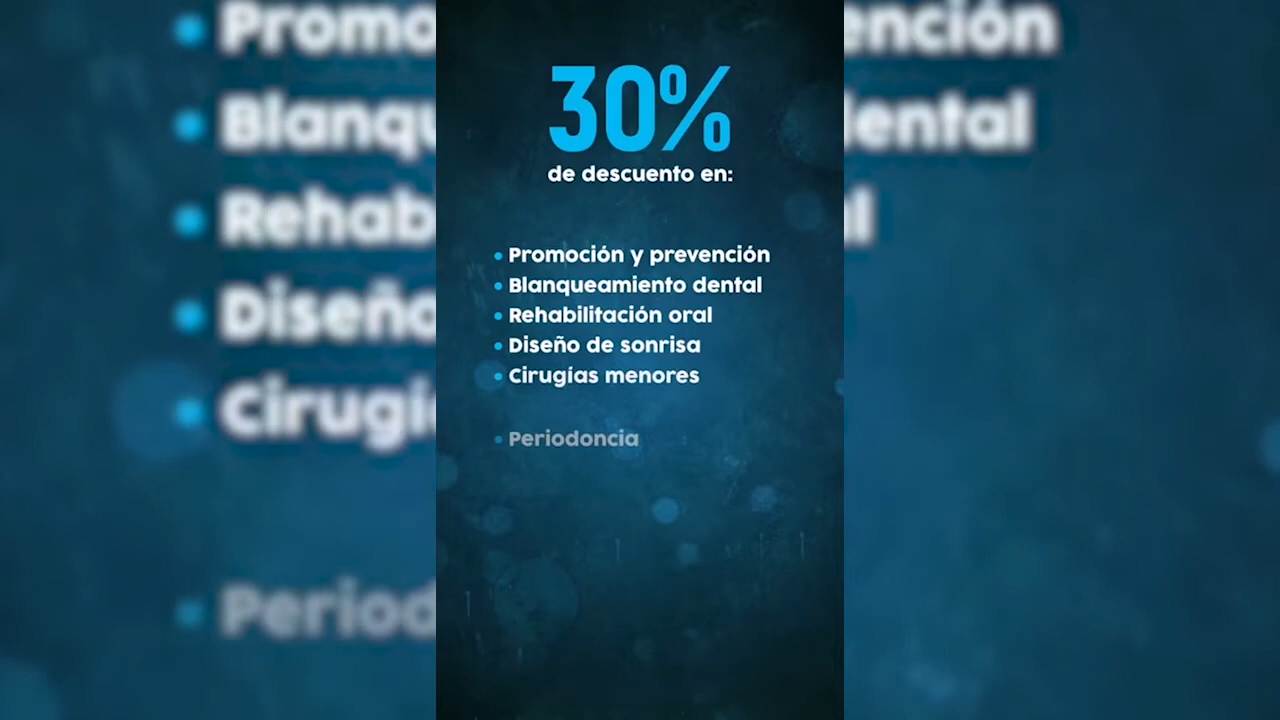 30%
de descuento en:
• Promoción y prevención
• Blanqueamiento dental
• Rehabilitación oral
• Diseño de sonrisa
• Cirugías menores
• Periodoncia